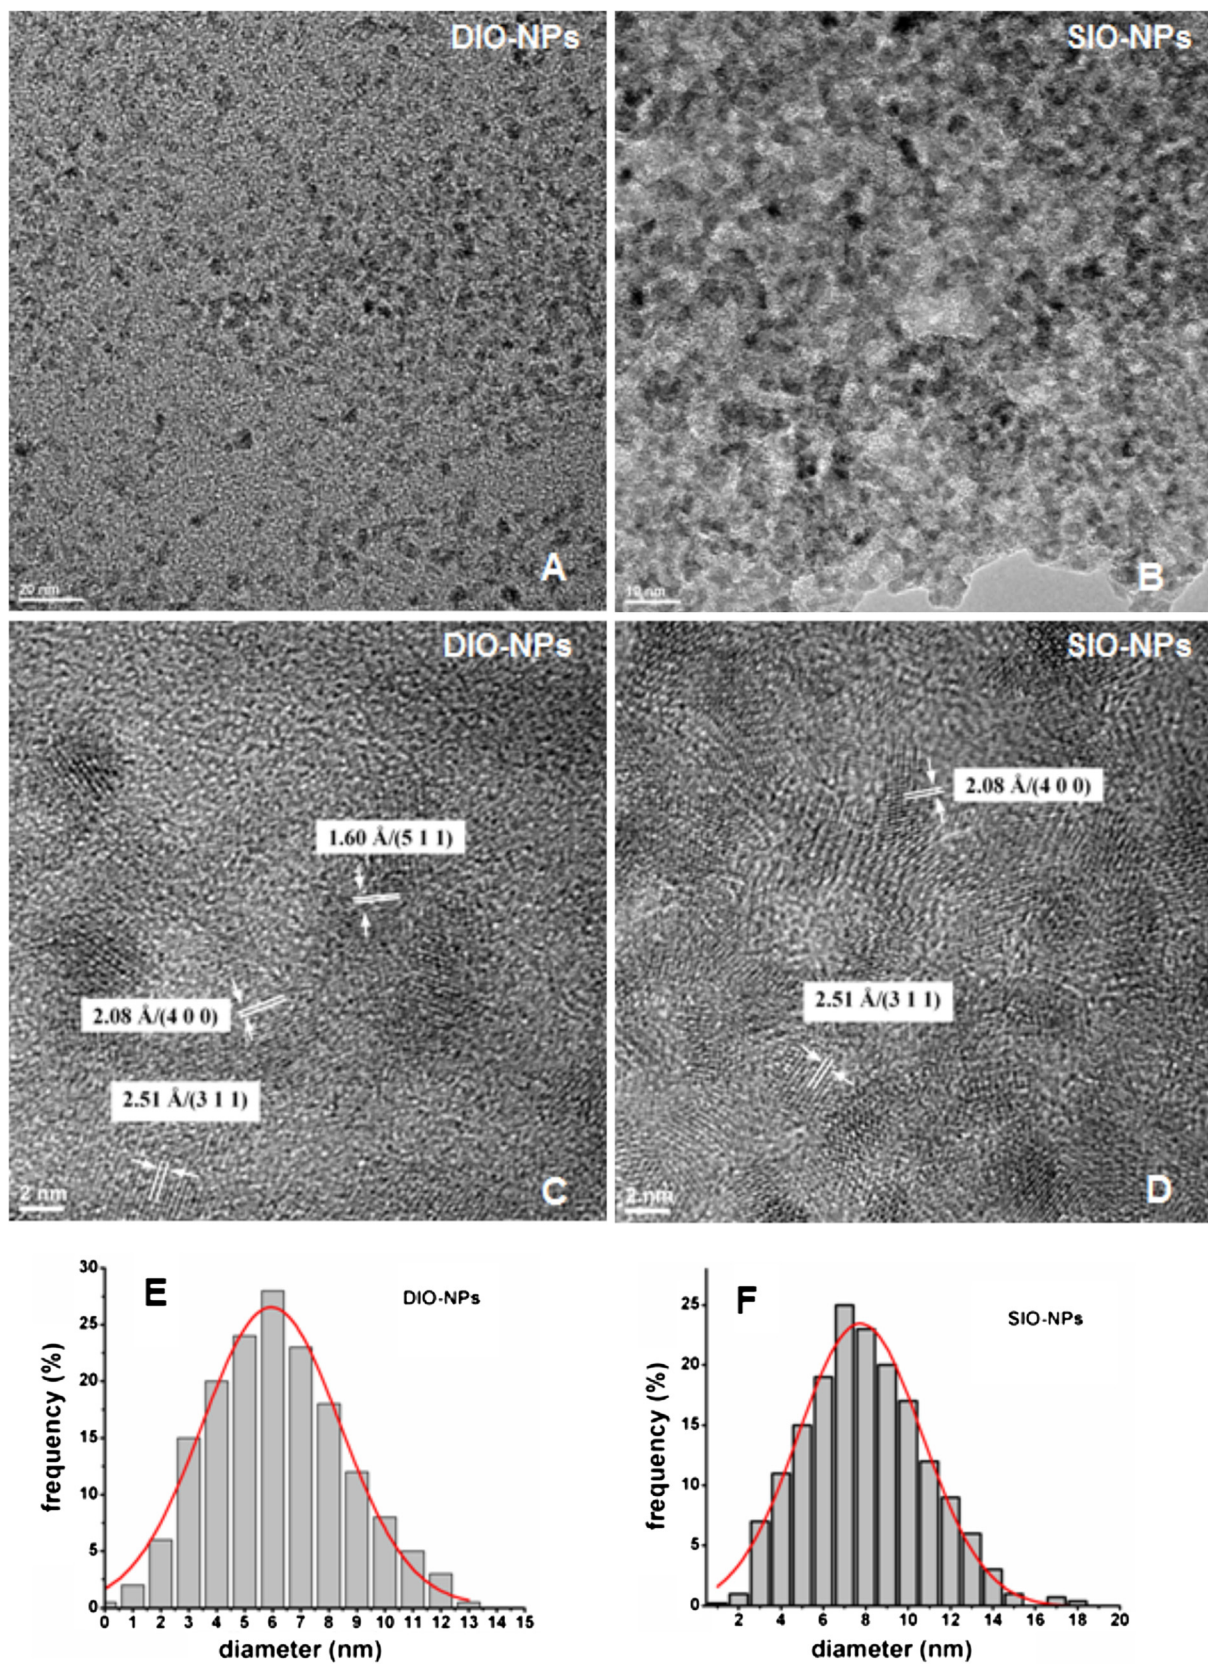 DIO-NPs
SIO-NPs
20 nm
A
10 nm
B
DIO-NPs
SIO-NPs
2.08 Å/(4 0 0)
1.60 Å/(5 1 1)
2.08 Å/(4 0 0)
2.51 Å/(3 1 1)
2.51 Å/(3 1 1)
2 nm
C
2 nm
D
E
DIO-NPs
frequency (%)
30
25
20
15
10
5
0
0 1 2 3 4 5 6 7 8 9 10 11 12 13 14 15
diameter (nm)
F
SIO-NPs
frequency (%)
25
20
15
10
5
0
2 4 6 8 10 12 14 16 18 20
diameter (nm)